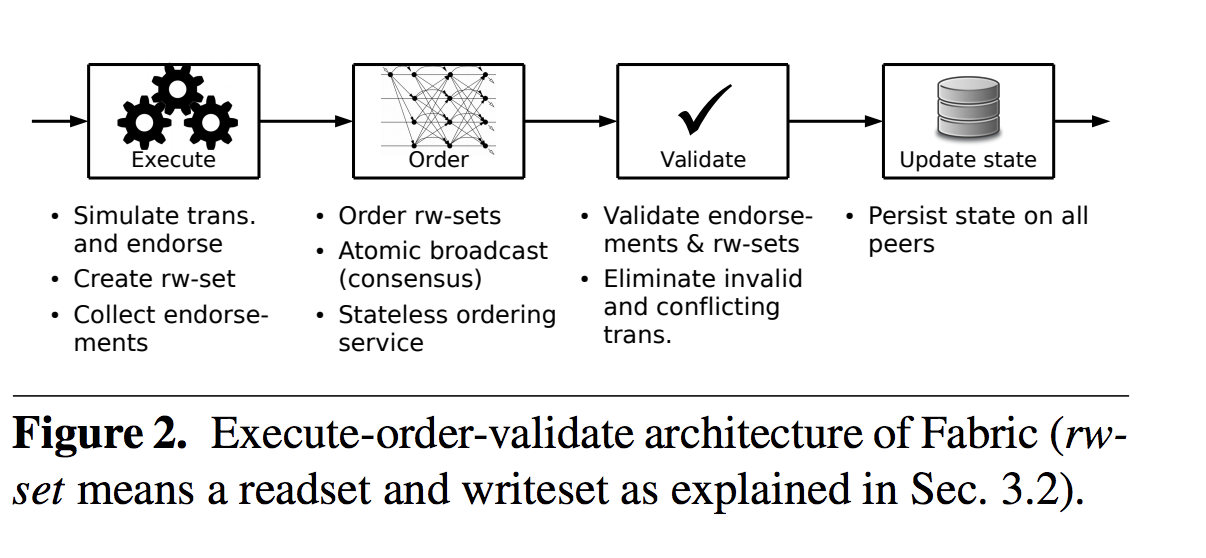 Execute
Order
Validate
Update state
• Simulate trans.
and endorse
• Create rw-set
• Collect endorse-
ments
• Order rw-sets
• Atomic broadcast
(consensus)
• Stateless ordering
service
• Validate endorse-
ments & rw-sets
• Eliminate invalid
and conflicting
trans.
• Persist state on all
peers
Figure 2. Execute-order-validate architecture of Fabric (rw-
set means a readset and writeset as explained in Sec. 3.2).